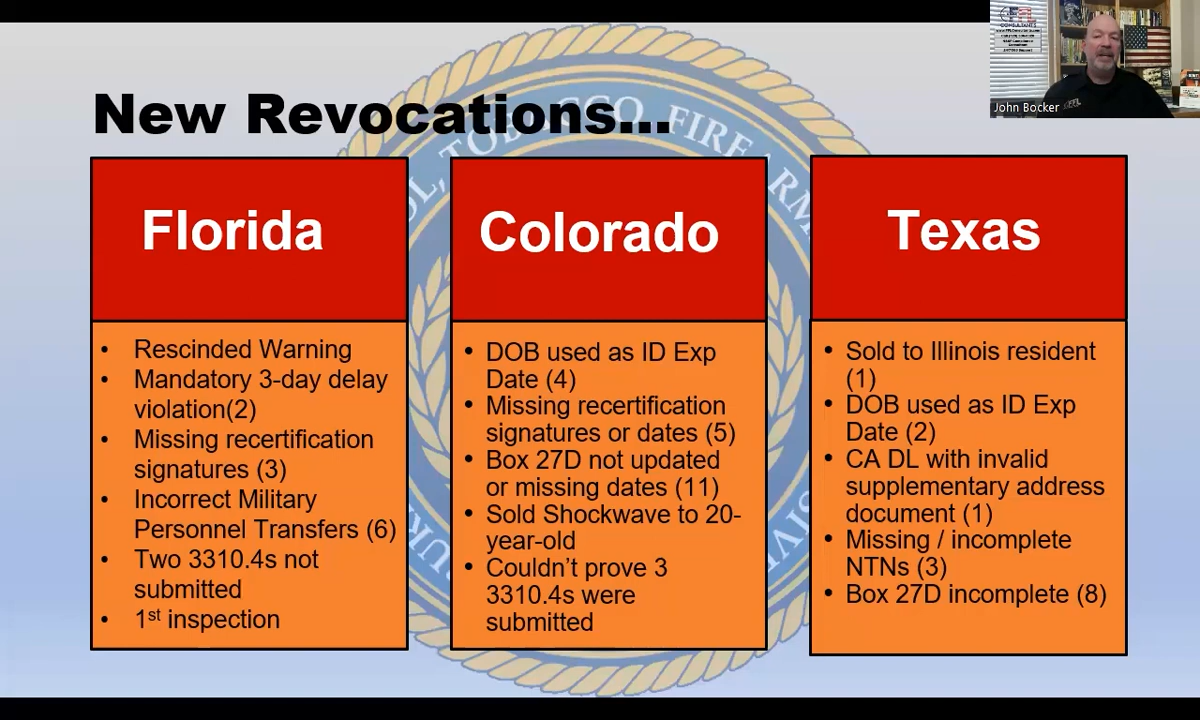 New Revocations...
Florida
Rescinded Warning
Mandatory 3-day delay
violation(2)
Missing recertification
signatures (3)
Incorrect Military
Personnel Transfers (6)
Two 3310.4s not
submitted
1st inspection
Colorado
DOB used as ID Exp
Date (4)
Missing recertification
signatures or dates (5)
Box 27D not updated
or missing dates (11)
Sold Shockwave to 20-
year-old
Couldn't prove 3
3310.4s were
submitted
Texas
Sold to Illinois resident
(1)
DOB used as ID Exp
Date (2)
CA DL with invalid
supplementary address
document (1)
Missing / incomplete
NTNs (3)
Box 27D incomplete (8)
John Bocker
FFL
CONSULTANTS